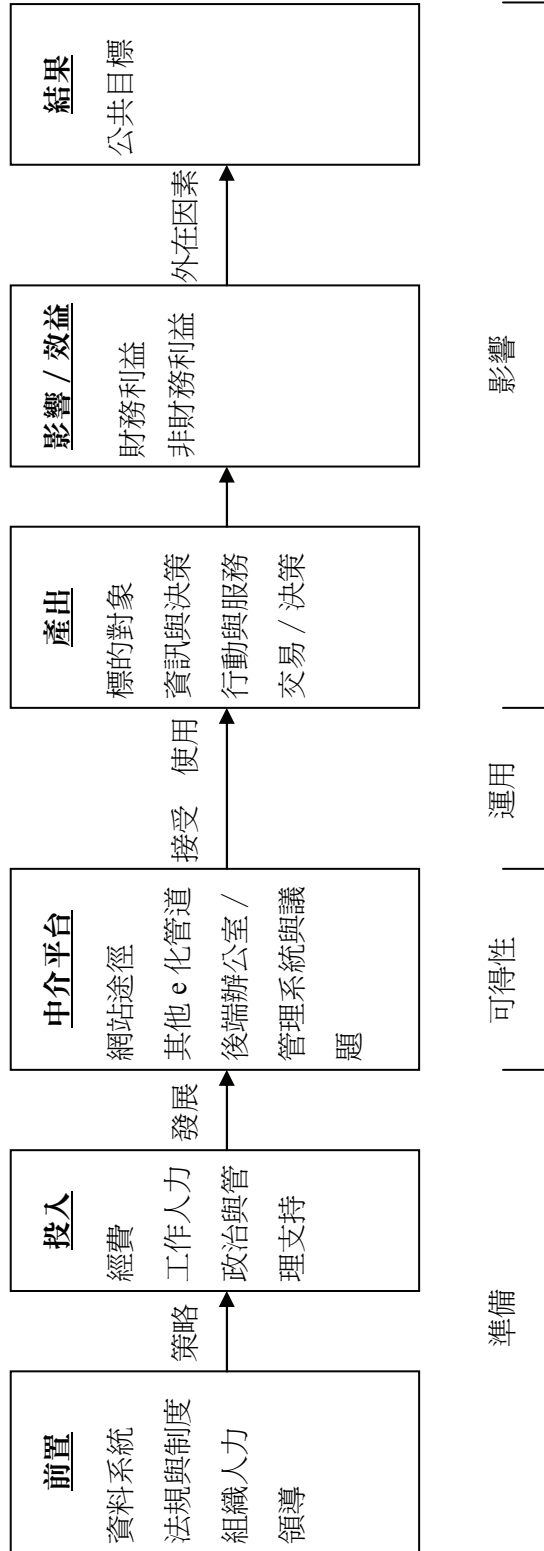 前置
資料系統
法規與制度
組織人力
領導
策略
投入
經費
工作人力
政治與管
理支持
發展
中介平台
網站途徑
其他 e 化管道
後端辦公室 /
管理系統與議
題
接受 使用
產出
標的對象
資訊與決策
行動與服務
交易 / 決策
影響 / 效益
財務利益
非財務利益
外在因素
結果
公共目標
準備
可得性
運用
影響